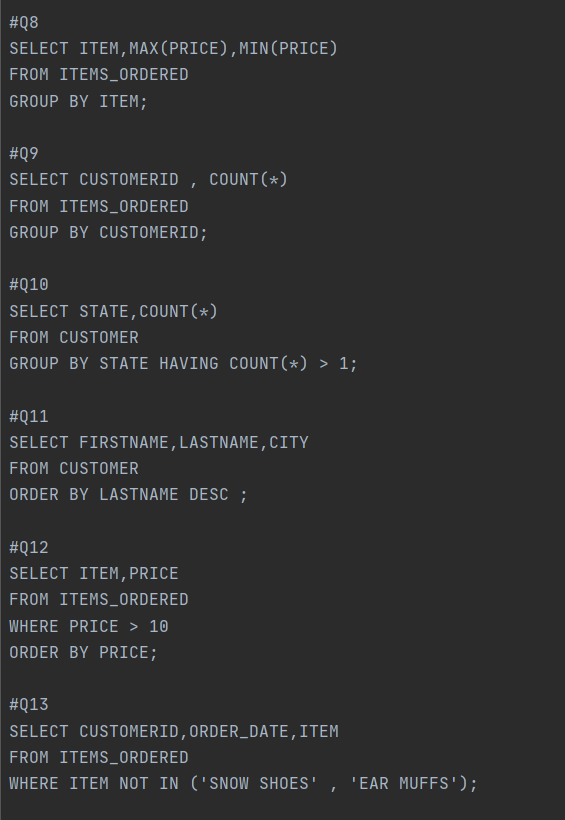 #Q8
SELECT ITEM,MAX(PRICE),MIN(PRICE)
FROM ITEMS_ORDERED
GROUP BY ITEM;
#Q9
SELECT CUSTOMERID , COUNT(*)
FROM ITEMS_ORDERED
GROUP BY CUSTOMERID;
#Q10
SELECT STATE,COUNT(*)
FROM CUSTOMER
GROUP BY STATE HAVING COUNT(*) > 1;
#Q11
SELECT FIRSTNAME,LASTNAME,CITY
FROM CUSTOMER
ORDER BY LASTNAME DESC ;
#Q12
SELECT ITEM,PRICE
FROM ITEMS_ORDERED
WHERE PRICE > 10
ORDER BY PRICE;
#Q13
SELECT CUSTOMERID,ORDER_DATE,ITEM
FROM ITEMS_ORDERED
WHERE ITEM NOT IN ('SNOW SHOES' , 'EAR MUFFS');